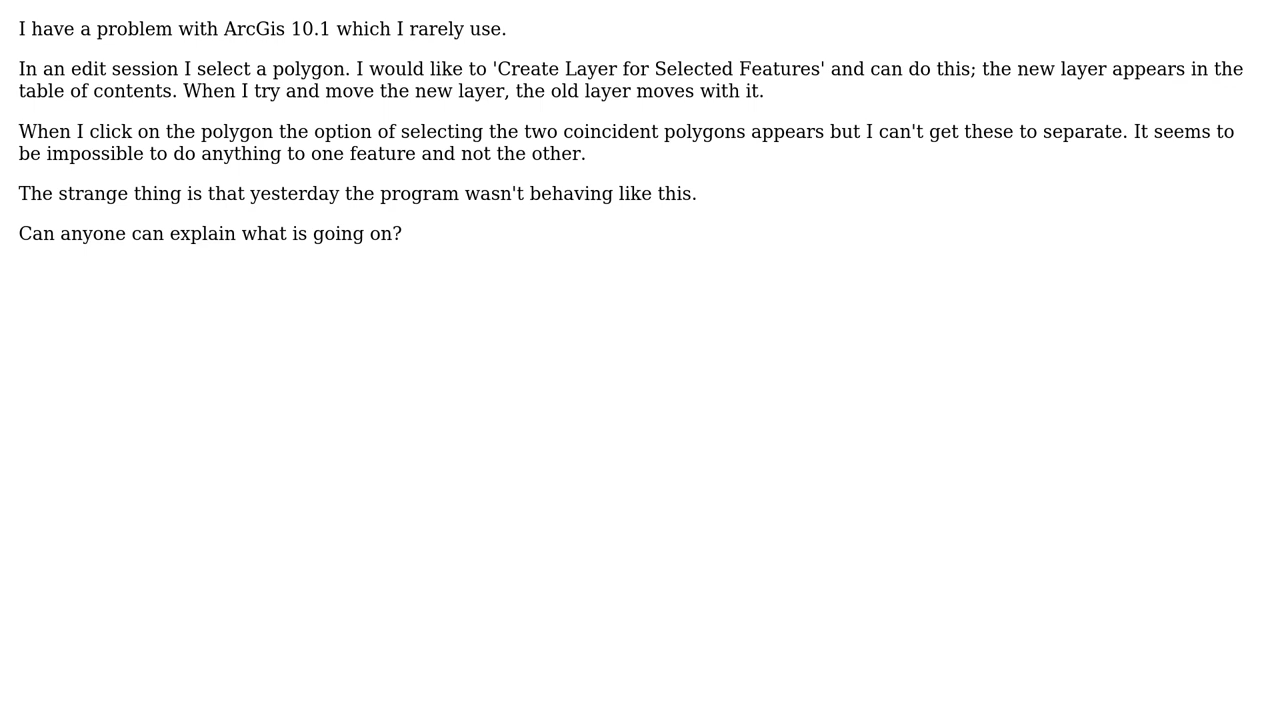 I have a problem with ArcGis 10.1 which I rarely use.
In an edit session I select a polygon. I would like to 'Create Layer for Selected Features' and can do this; the new layer appears in the
table of contents. When I try and move the new layer, the old layer moves with it.
When I click on the polygon the option of selecting the two coincident polygons appears but I can't get these to separate. It seems to
be impossible to do anything to one feature and not the other.
The strange thing is that yesterday the program wasn't behaving like this.
Can anyone can explain what is going on?